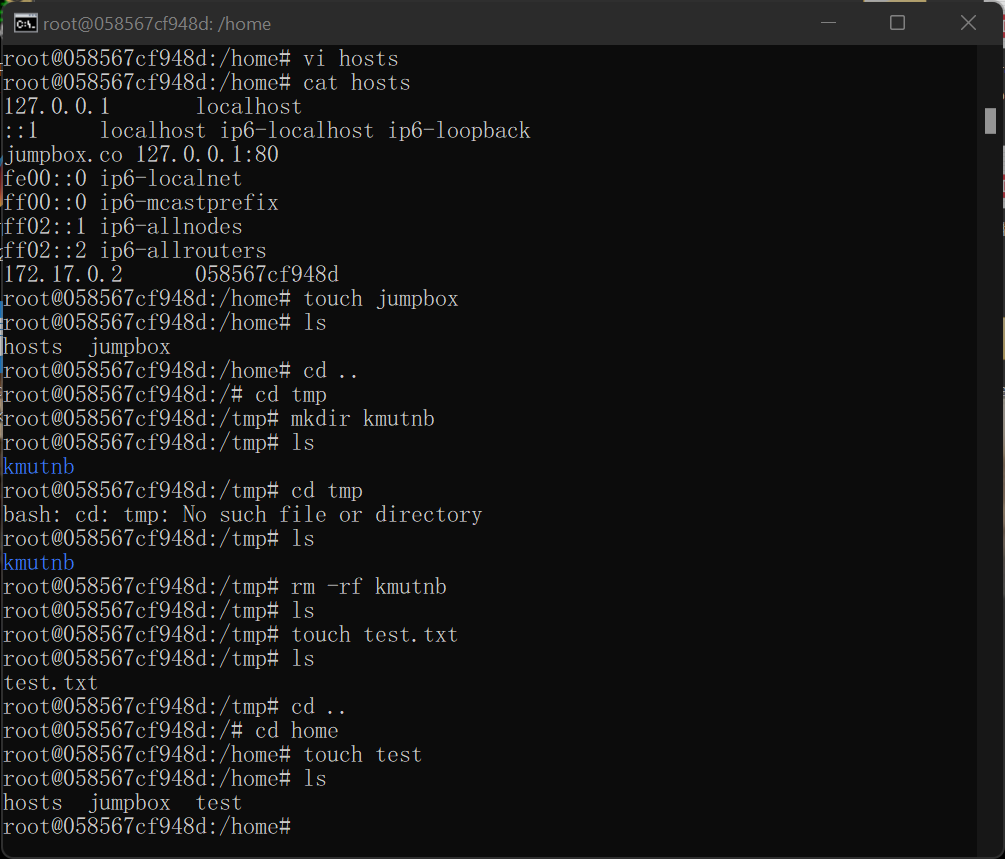 root@058567cf948d: /home
root@058567cf948d:/home# vi hosts
root@058567cf948d:/home# cat hosts
127.0.0.1       localhost
::1     localhost ip6-localhost ip6-loopback
jumpbox.co 127.0.0.1:80
fe00::0 ip6-localnet
ff00::0 ip6-mcastprefix
ff02::1 ip6-allnodes
ff02::2 ip6-allrouters
172.17.0.2      058567cf948d
root@058567cf948d:/home# touch jumpbox
root@058567cf948d:/home# ls
hosts  jumpbox
root@058567cf948d:/home# cd ..
root@058567cf948d:/# cd tmp
root@058567cf948d:/tmp# mkdir kmutnb
root@058567cf948d:/tmp# ls
kmutnb
root@058567cf948d:/tmp# cd tmp
bash: cd: tmp: No such file or directory
root@058567cf948d:/tmp# ls
kmutnb
root@058567cf948d:/tmp# rm -rf kmutnb
root@058567cf948d:/tmp# ls
root@058567cf948d:/tmp# touch test.txt
root@058567cf948d:/tmp# ls
test.txt
root@058567cf948d:/tmp# cd ..
root@058567cf948d:/# cd home
root@058567cf948d:/home# touch test
root@058567cf948d:/home# ls
hosts  jumpbox  test
root@058567cf948d:/home#